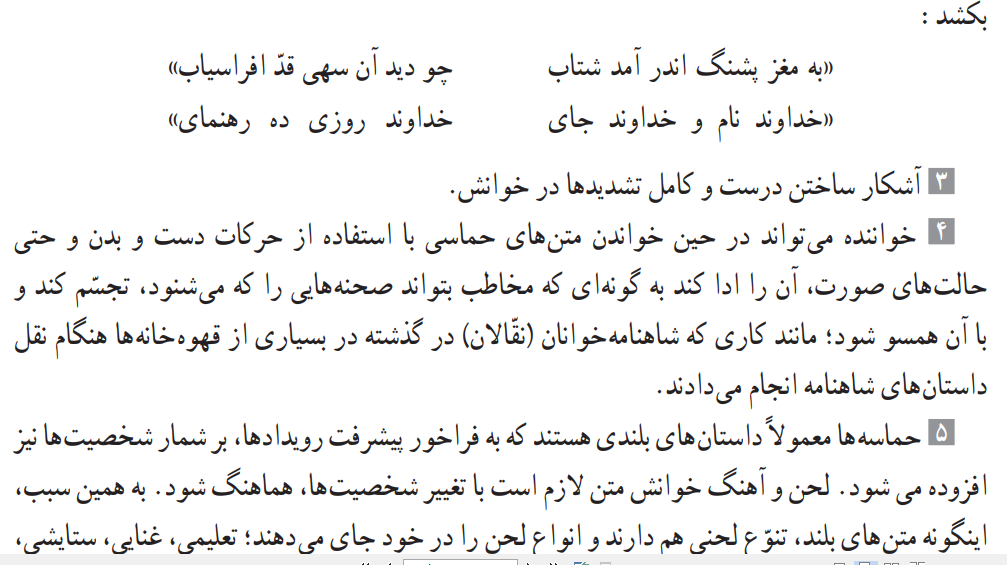 بکشد :
«به مغز پشنگ اندر آمد شتاب    چو دید آن سهی قدّ افراسیاب»
«خداوند نام و خداوند جای    خداوند روزی ده رهنمای»
۳ آشکار ساختن درست و کامل تشدیدها در خوانش.
۴ خواننده می‌تواند در حین خواندن متن‌های حماسی با استفاده از حرکات دست و بدن و حتی
حالت‌های صورت، آن را ادا کند به گونه‌ای که مخاطب بتواند صحنه‌هایی را که می‌شنود، تجسّم کند و
با آن همسو شود؛ مانند کاری که شاهنامه‌خوانان (نقّالان) در گذشته در بسیاری از قهوه‌خانه‌ها هنگام نقل
داستان‌های شاهنامه انجام می‌دادند.
۵ حماسه‌ها معمولاً داستان‌های بلندی هستند که به فراخور پیشرفت رویدادها، بر شمار شخصیت‌ها نیز
افزوده می شود. لحن و آهنگ خوانش متن لازم است با تغییر شخصیت‌ها، هماهنگ شود. به همین سبب،
اینگونه متن‌های بلند، تنوّع لحنی هم دارند و انواع لحن را در خود جای می‌دهند؛ تعلیمی، غنایی، ستایشی،